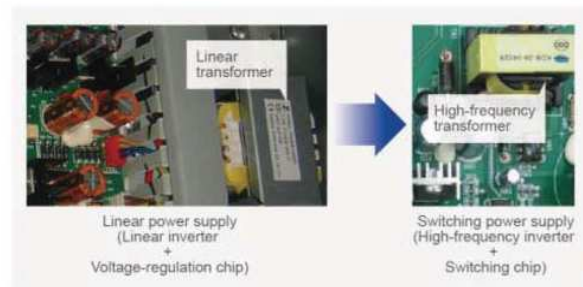 Linear
transformer
High-frequency
transformer
Linear power supply
(Linear inverter
+
Voltage-regulation chip)
Switching power supply
(High-frequency inverter
+
Switching chip)